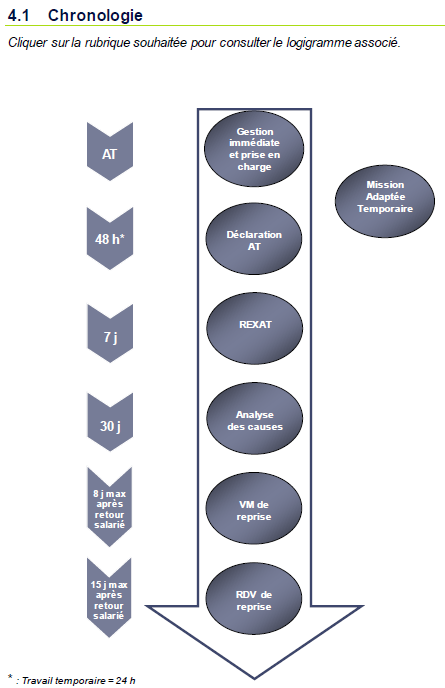 4.1 Chronologie
Cliquer sur la rubrique souhaitée pour consulter le logigramme associé.
AT
Gestion
immédiate
et prise en
charge
Mission
Adaptée
Temporaire
48 h*
Déclaration
AT
7 j
REXAT
30 j
Analyse
des causes
8 j max
après
retour
salarié
VM de
reprise
15 j max
après
retour
salarié
RDV de
reprise
* : Travail temporaire = 24 h